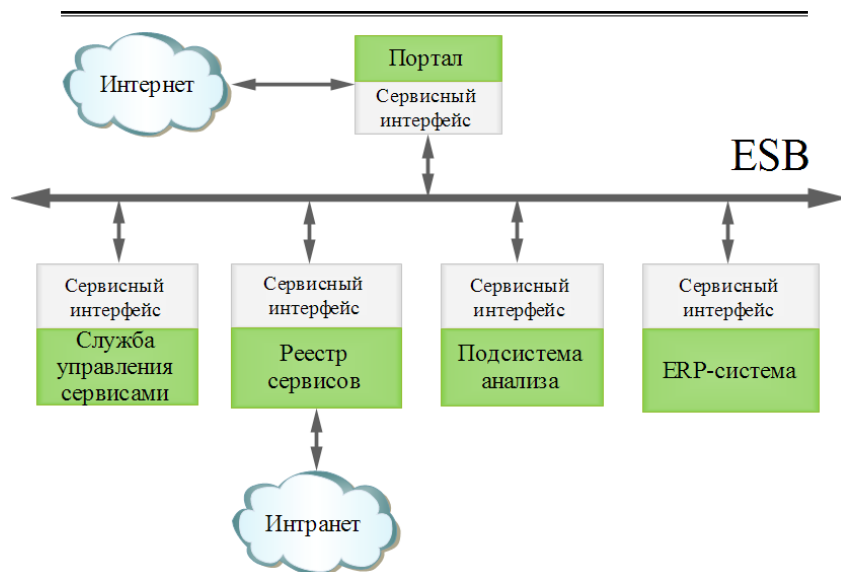 Интернет
Портал
Сервисный
интерфейс
ESB
Сервисный
интерфейс
Служба
управления
сервисами
Сервисный
интерфейс
Реестр
сервисов
Сервисный
интерфейс
Подсистема
анализа
Сервисный
интерфейс
ERP-система
Интранет